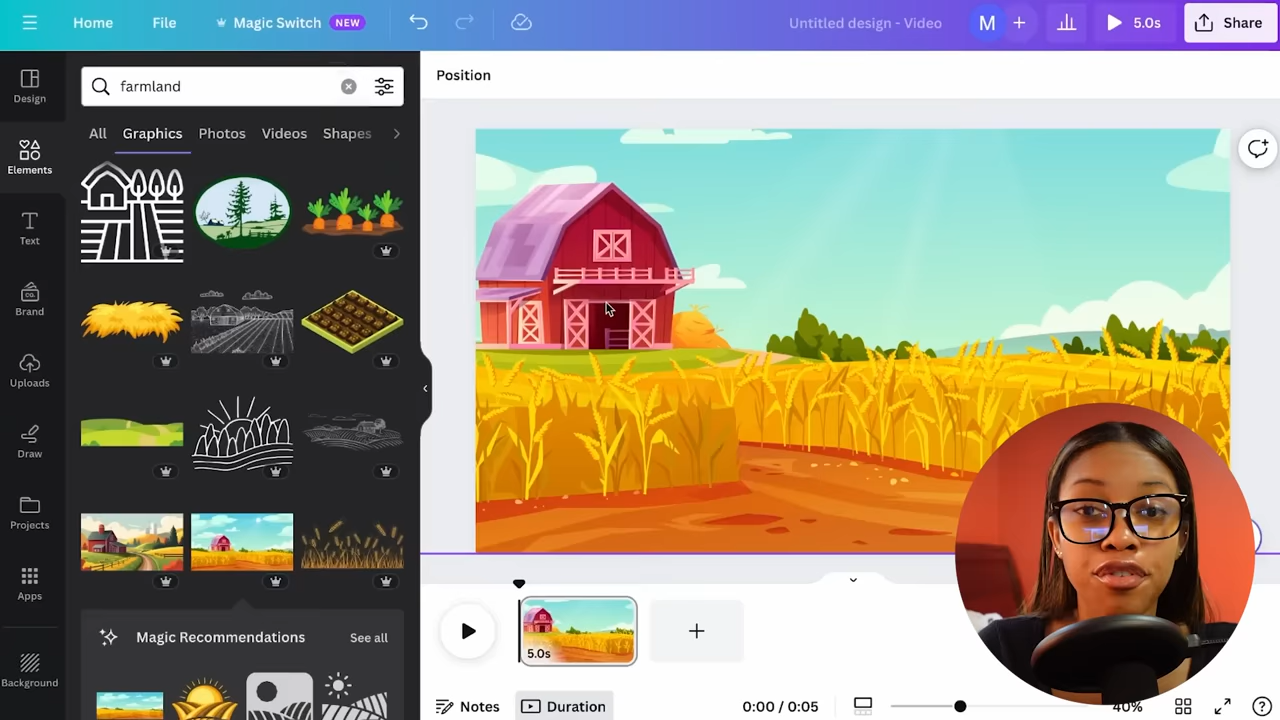 Home File Magic Switch NEW Untitled design - Video M + 5.0s Share
Design
Elements
Text
Brand
Uploads
Draw
Projects
Apps
Background
farmland
All Graphics Photos Videos Shapes
Magic Recommendations See all
Position
5.0s
Notes Duration 0:00 / 0:05 40%